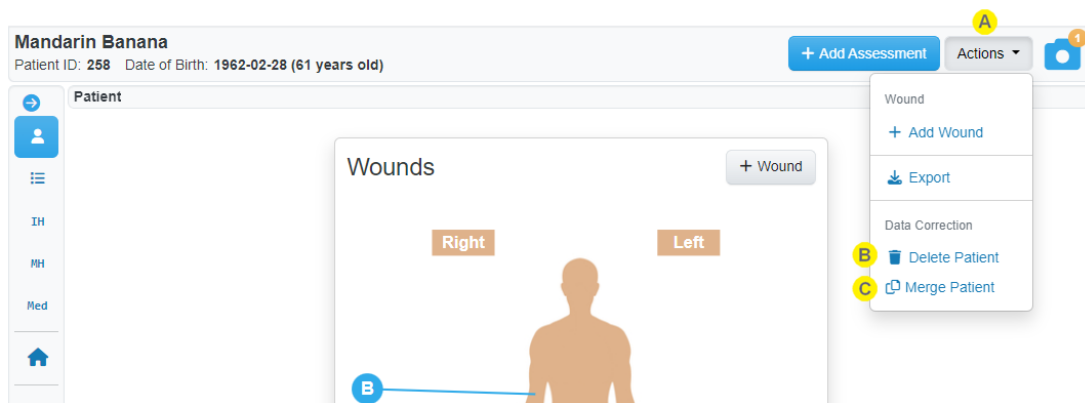 A
Mandarin Banana
Patient ID: 258 Date of Birth: 1962-02-28 (61 years old)
+ Add Assessment
Actions
1
Patient
Wound
+ Add Wound
Export
Data Correction
B Delete Patient
C Merge Patient
IH
MH
Med
Wounds
+ Wound
Right Left
B